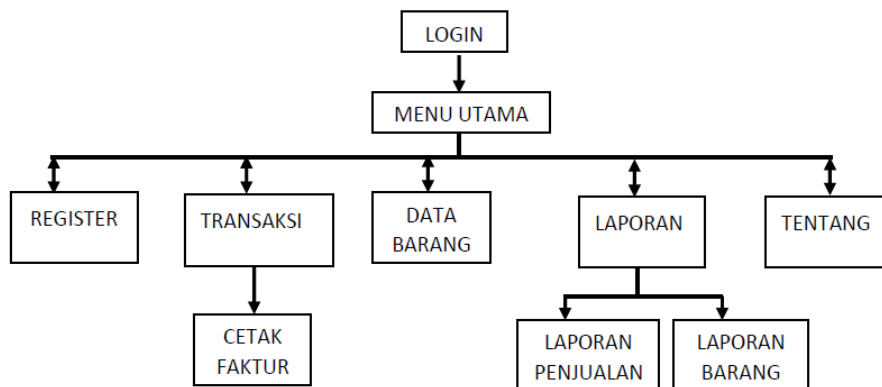 LOGIN
MENU UTAMA
REGISTER
TRANSAKSI
DATA
BARANG
LAPORAN
TENTANG
CETAK
FAKTUR
LAPORAN
PENJUALAN
LAPORAN
BARANG